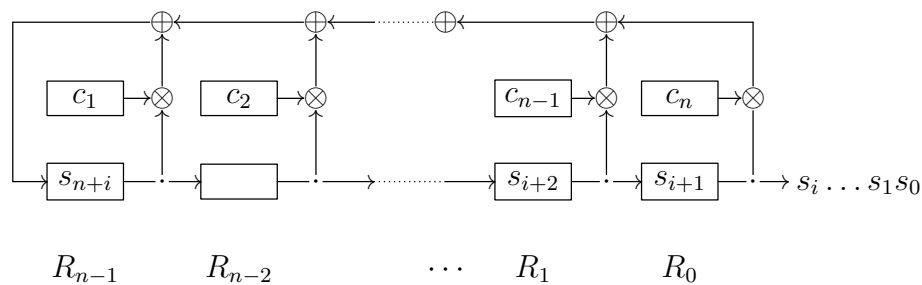 c₁ c₂ cₙ₋₁ cₙ
sₙ₊ᵢ sᵢ₊₂ sᵢ₊₁ sᵢ … s₁s₀
Rₙ₋₁ Rₙ₋₂ ⋯ R₁ R₀